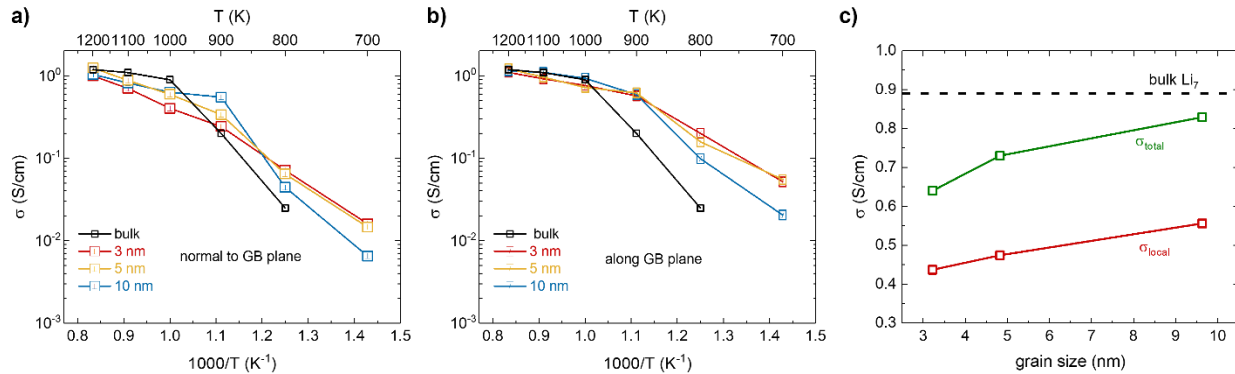 a)
T (K)
1200 1100 1000 900 800 700
10⁰
10⁻¹
10⁻²
10⁻³
σ (S/cm)
bulk
3 nm
5 nm
10 nm
normal to GB plane
0.8 0.9 1.0 1.1 1.2 1.3 1.4 1.5
1000/T (K⁻¹)
b)
T (K)
1200 1100 1000 900 800 700
10⁰
10⁻¹
10⁻²
10⁻³
σ (S/cm)
bulk
3 nm
5 nm
10 nm
along GB plane
0.8 0.9 1.0 1.1 1.2 1.3 1.4 1.5
1000/T (K⁻¹)
c)
1.0
0.9
0.8
0.7
0.6
0.5
0.4
0.3
σ (S/cm)
bulk Li₇
σtotal
σlocal
3 4 5 6 7 8 9 10
grain size (nm)